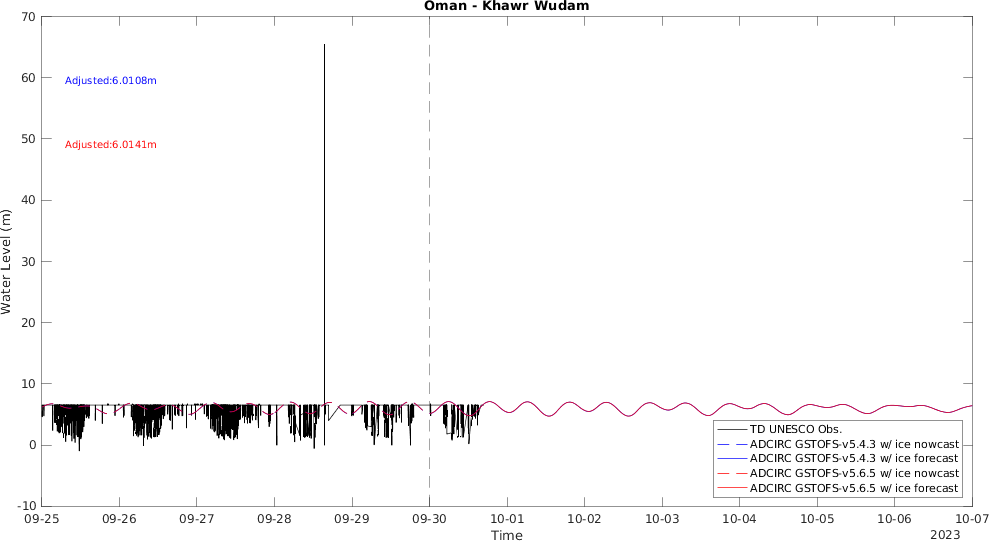 Oman - Khawr Wudam
70
60
50
40
30
20
10
0
-10
Water Level (m)
Adjusted:6.0108m
Adjusted:6.0141m
TD UNESCO Obs.
ADCIRC GSTOFS-v5.4.3 w/ ice nowcast
ADCIRC GSTOFS-v5.4.3 w/ ice forecast
ADCIRC GSTOFS-v5.6.5 w/ ice nowcast
ADCIRC GSTOFS-v5.6.5 w/ ice forecast
09-25 09-26 09-27 09-28 09-29 09-30 10-01 10-02 10-03 10-04 10-05 10-06 10-07
Time
2023